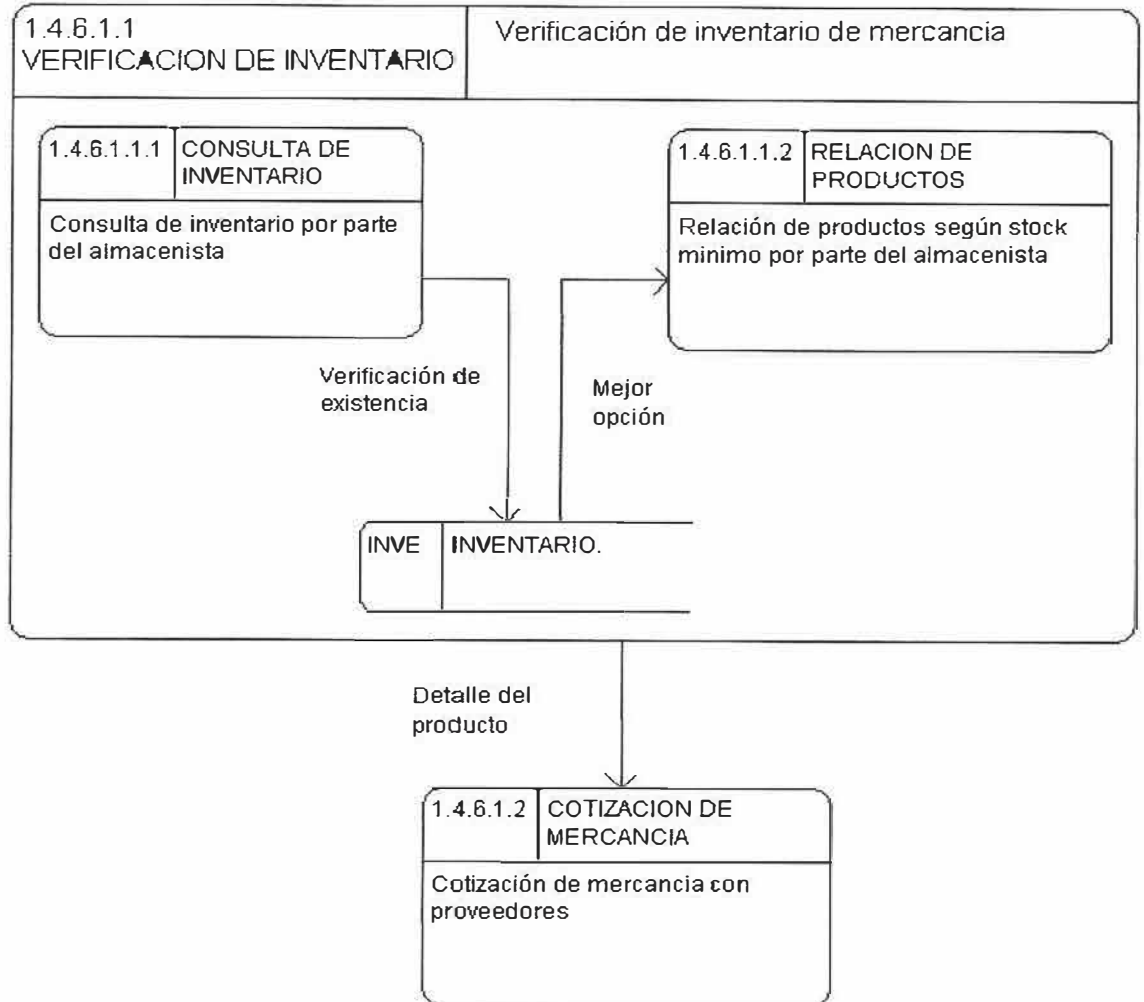 1.4.6.1.1
VERIFICACION DE INVENTARIO
Verificación de inventario de mercancia
1.4.6.1.1.1
CONSULTA DE
INVENTARIO
Consulta de inventario por parte
del almacenista
1.4.6.1.1.2
RELACION DE
PRODUCTOS
Relación de productos según stock
minimo por parte del almacenista
Verificación de
existencia
Mejor
opción
INVE
INVENTARIO.
Detalle del
producto
1.4.6.1.2
COTIZACION DE
MERCANCIA
Cotización de mercancia con
proveedores